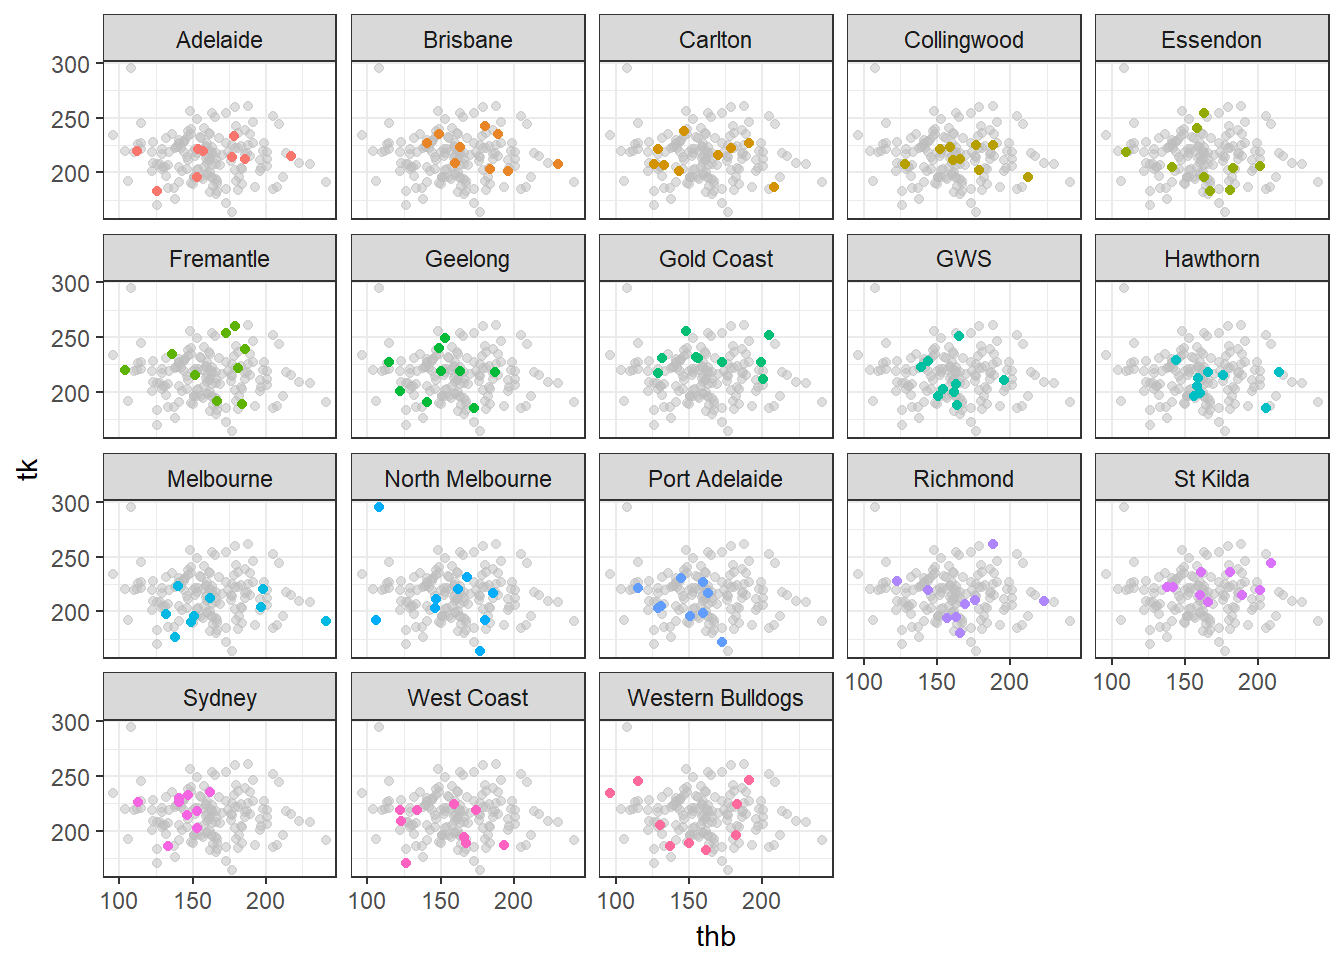 Adelaide Brisbane Carlton Collingwood Essendon
300
250
200
Fremantle Geelong Gold Coast GWS Hawthorn
300
250
200
tk
Melbourne North Melbourne Port Adelaide Richmond St Kilda
300
250
200
100 150 200 100 150 200
Sydney West Coast Western Bulldogs
300
250
200
100 150 200 100 150 200 100 150 200
thb